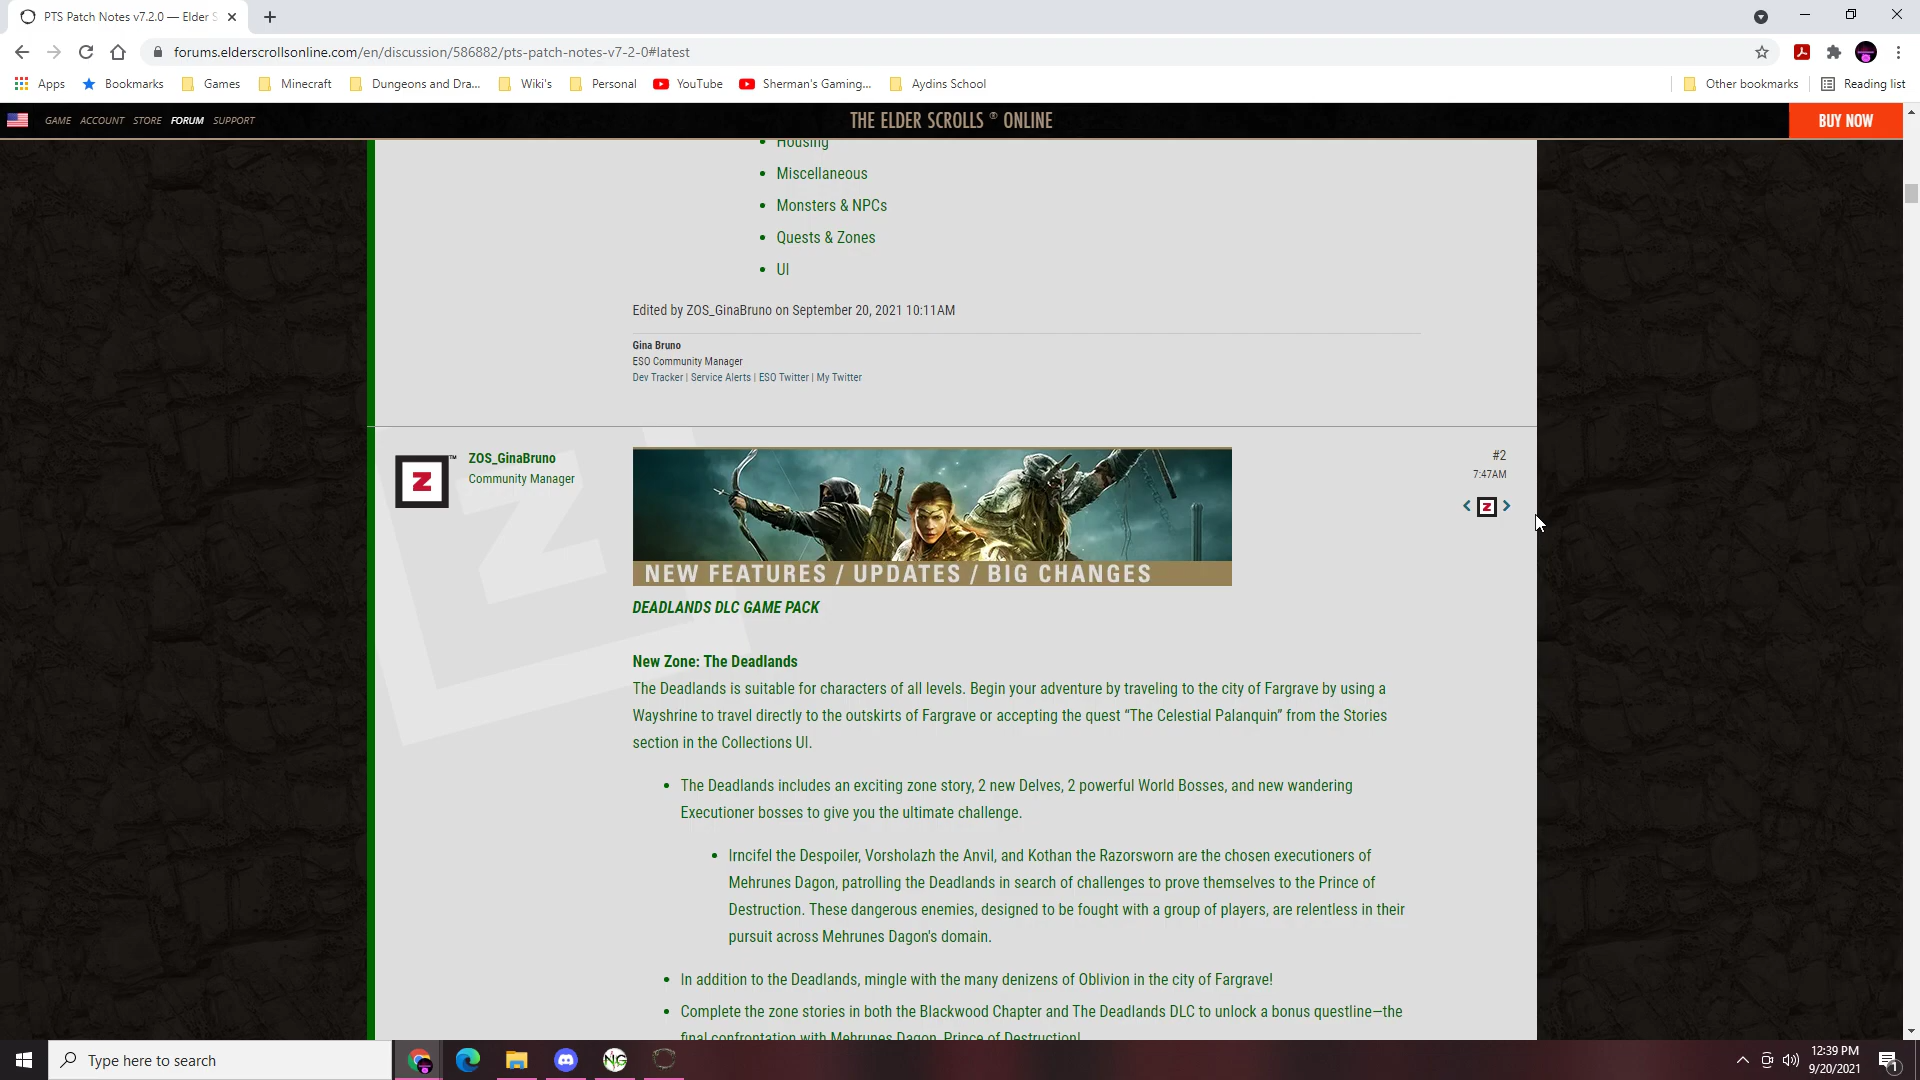 PTS Patch Notes v7.2.0 — Elder S
forums.elderscrollsonline.com/en/discussion/586882/pts-patch-notes-v7-2-0#latest
Apps Bookmarks Games Minecraft Dungeons and Dra... Wiki's Personal YouTube Sherman's Gaming... Aydins School Other bookmarks Reading list
GAME ACCOUNT STORE FORUM SUPPORT THE ELDER SCROLLS ® ONLINE BUY NOW
• Housing
• Miscellaneous
• Monsters & NPCs
• Quests & Zones
• UI
Edited by ZOS_GinaBruno on September 20, 2021 10:11AM
Gina Bruno
ESO Community Manager
Dev Tracker | Service Alerts | ESO Twitter | My Twitter
Z™ ZOS_GinaBruno
Community Manager
#2
7:47AM
< Z >
NEW FEATURES / UPDATES / BIG CHANGES
DEADLANDS DLC GAME PACK
New Zone: The Deadlands
The Deadlands is suitable for characters of all levels. Begin your adventure by traveling to the city of Fargrave by using a
Wayshrine to travel directly to the outskirts of Fargrave or accepting the quest “The Celestial Palanquin” from the Stories
section in the Collections UI.
• The Deadlands includes an exciting zone story, 2 new Delves, 2 powerful World Bosses, and new wandering
Executioner bosses to give you the ultimate challenge.
• Irncifel the Despoiler, Vorsholazh the Anvil, and Kothan the Razorsworn are the chosen executioners of
Mehrunes Dagon, patrolling the Deadlands in search of challenges to prove themselves to the Prince of
Destruction. These dangerous enemies, designed to be fought with a group of players, are relentless in their
pursuit across Mehrunes Dagon's domain.
• In addition to the Deadlands, mingle with the many denizens of Oblivion in the city of Fargrave!
• Complete the zone stories in both the Blackwood Chapter and The Deadlands DLC to unlock a bonus questline—the
final confrontation with Mehrunes Dagon, Prince of Destruction!
Type here to search
NG
12:39 PM
9/20/2021
1